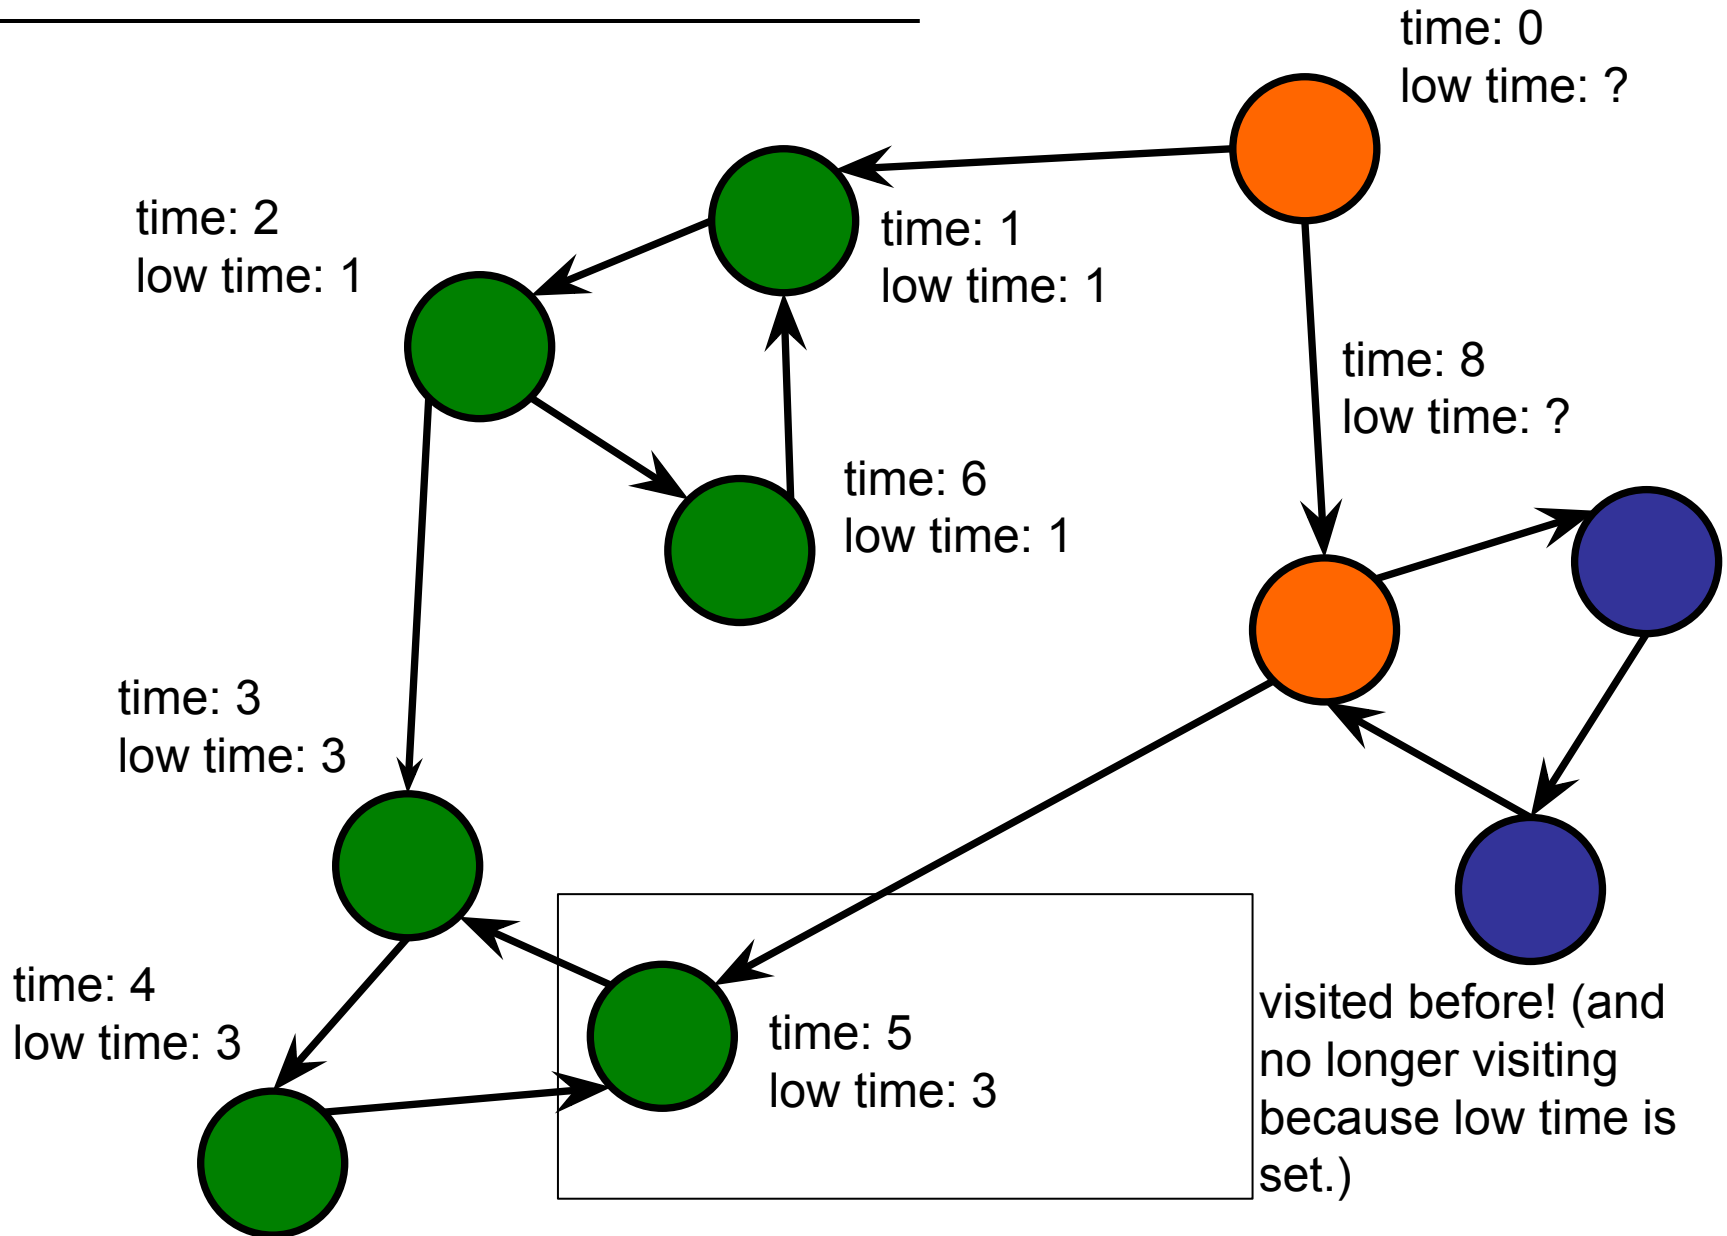 time: 0
low time: ?
time: 2
low time: 1
time: 1
low time: 1
time: 8
low time: ?
time: 6
low time: 1
time: 3
low time: 3
time: 4
low time: 3
time: 5
low time: 3
visited before! (and
no longer visiting
because low time is
set.)